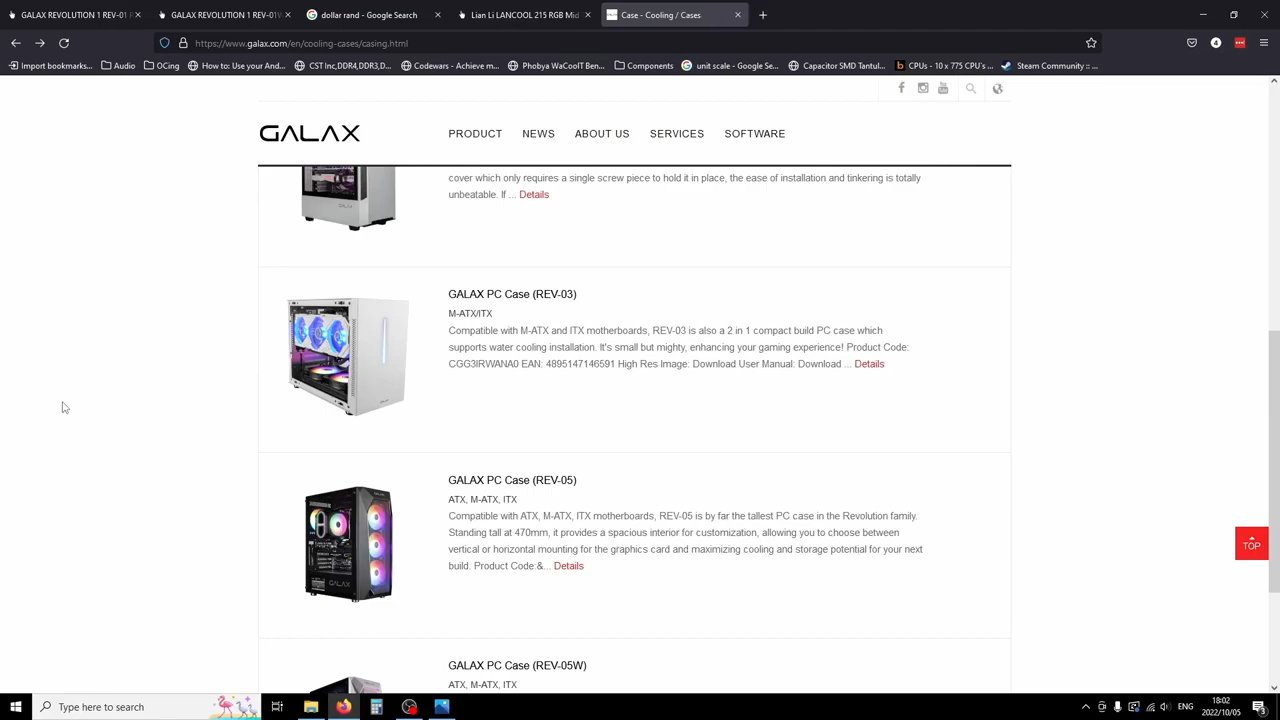 GALAX REVOLUTION 1 REV-01
GALAX REVOLUTION 1 REV-01W
dollar rand - Google Search
Lian Li LANCOOL 215 RGB Mid
Case - Cooling / Cases
https://www.galax.com/en/cooling-cases/casing.html
4
Import bookmarks...
Audio
OCing
How to: Use your And...
CST Inc,DDR4,DDR3,D...
Codewars - Achieve m...
Phobya WaCoolT Ben...
Components
unit scale - Google Se...
Capacitor SMD Tantul...
CPUs - 10 x 775 CPU's ...
Steam Community :: ...
GALAX
PRODUCT
NEWS
ABOUT US
SERVICES
SOFTWARE
cover which only requires a single screw piece to hold it in place, the ease of installation and tinkering is totally
unbeatable. If ... Details
GALAX PC Case (REV-03)
M-ATX/ITX
Compatible with M-ATX and ITX motherboards, REV-03 is also a 2 in 1 compact build PC case which
supports water cooling installation. It's small but mighty, enhancing your gaming experience! Product Code:
CGG3IRWANA0 EAN: 4895147146591 High Res Image: Download User Manual: Download ... Details
GALAX PC Case (REV-05)
ATX, M-ATX, ITX
Compatible with ATX, M-ATX, ITX motherboards, REV-05 is by far the tallest PC case in the Revolution family.
Standing tall at 470mm, it provides a spacious interior for customization, allowing you to choose between
vertical or horizontal mounting for the graphics card and maximizing cooling and storage potential for your next
build. Product Code:&... Details
GALAX
TOP
GALAX PC Case (REV-05W)
ATX, M-ATX, ITX
Type here to search
ENG
18:02
2022/10/05
3